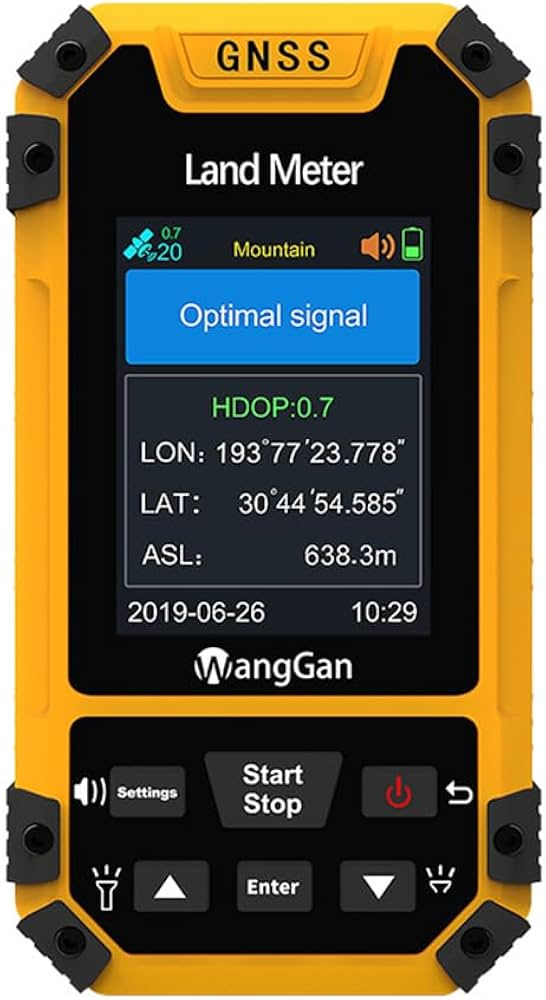 GNSS
Land Meter
0.7
20 Mountain
Optimal signal
HDOP:0.7
LON: 193°77′23.778″
LAT: 30°44′54.585″
ASL: 638.3m
2019-06-26 10:29
WangGan
Settings
Start
Stop
Enter